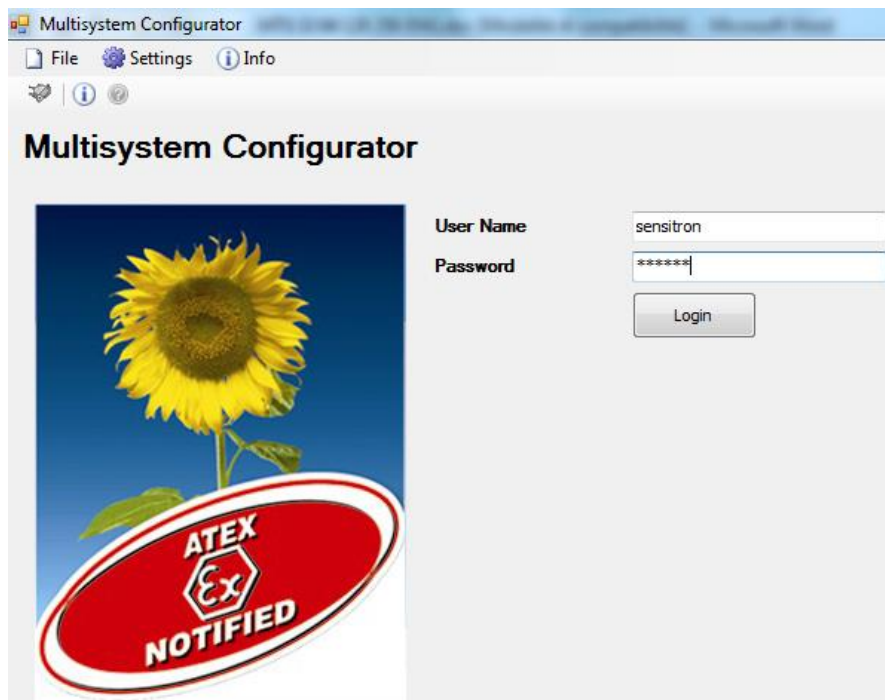 Multisystem Configurator
File Settings Info
Multisystem Configurator
User Name sensitron
Password ******
Login
ATEX
Ex
NOTIFIED